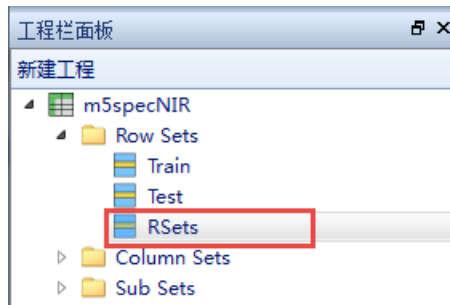 工程栏面板
新建工程
m5specNIR
Row Sets
Train
Test
RSets
Column Sets
Sub Sets